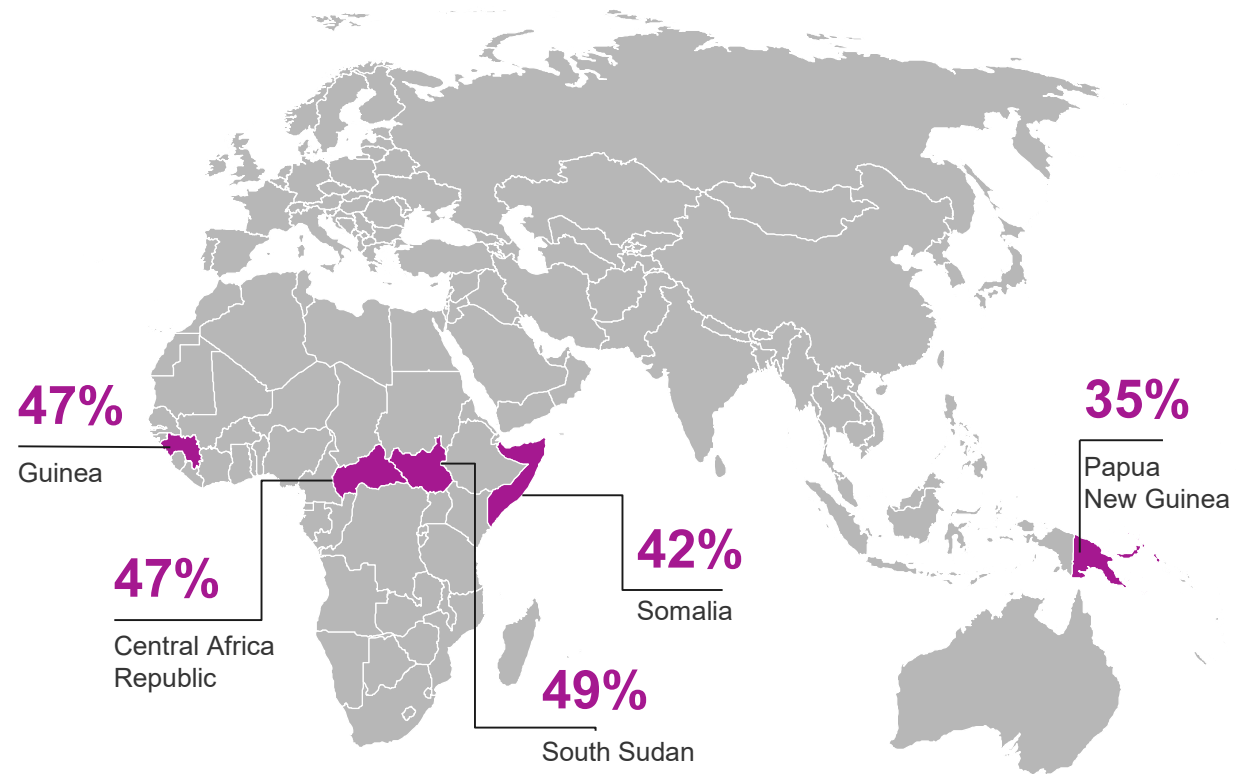 47%
Guinea
47%
Central Africa
Republic
49%
South Sudan
42%
Somalia
35%
Papua
New Guinea